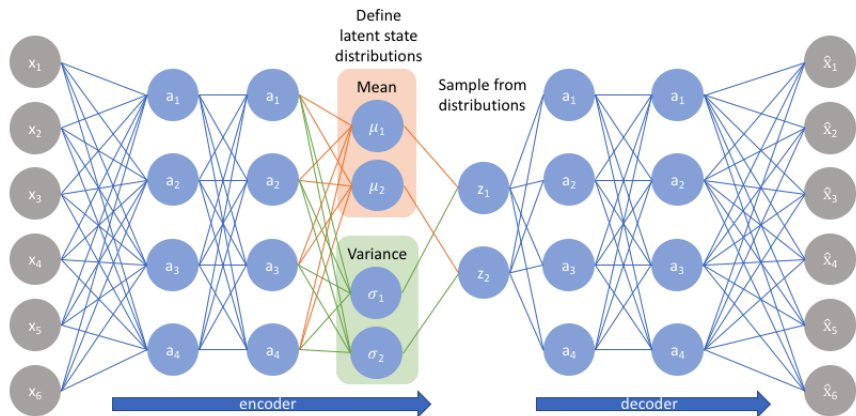 Define
latent state
distributions
Mean
Sample from
distributions
Variance
x₁
x₂
x₃
x₄
x₅
x₆
a₁
a₂
a₃
a₄
a₁
a₂
a₃
a₄
μ₁
μ₂
σ₁
σ₂
z₁
z₂
a₁
a₂
a₃
a₄
a₁
a₂
a₃
a₄
x̂₁
x̂₂
x̂₃
x̂₄
x̂₅
x̂₆
encoder
decoder